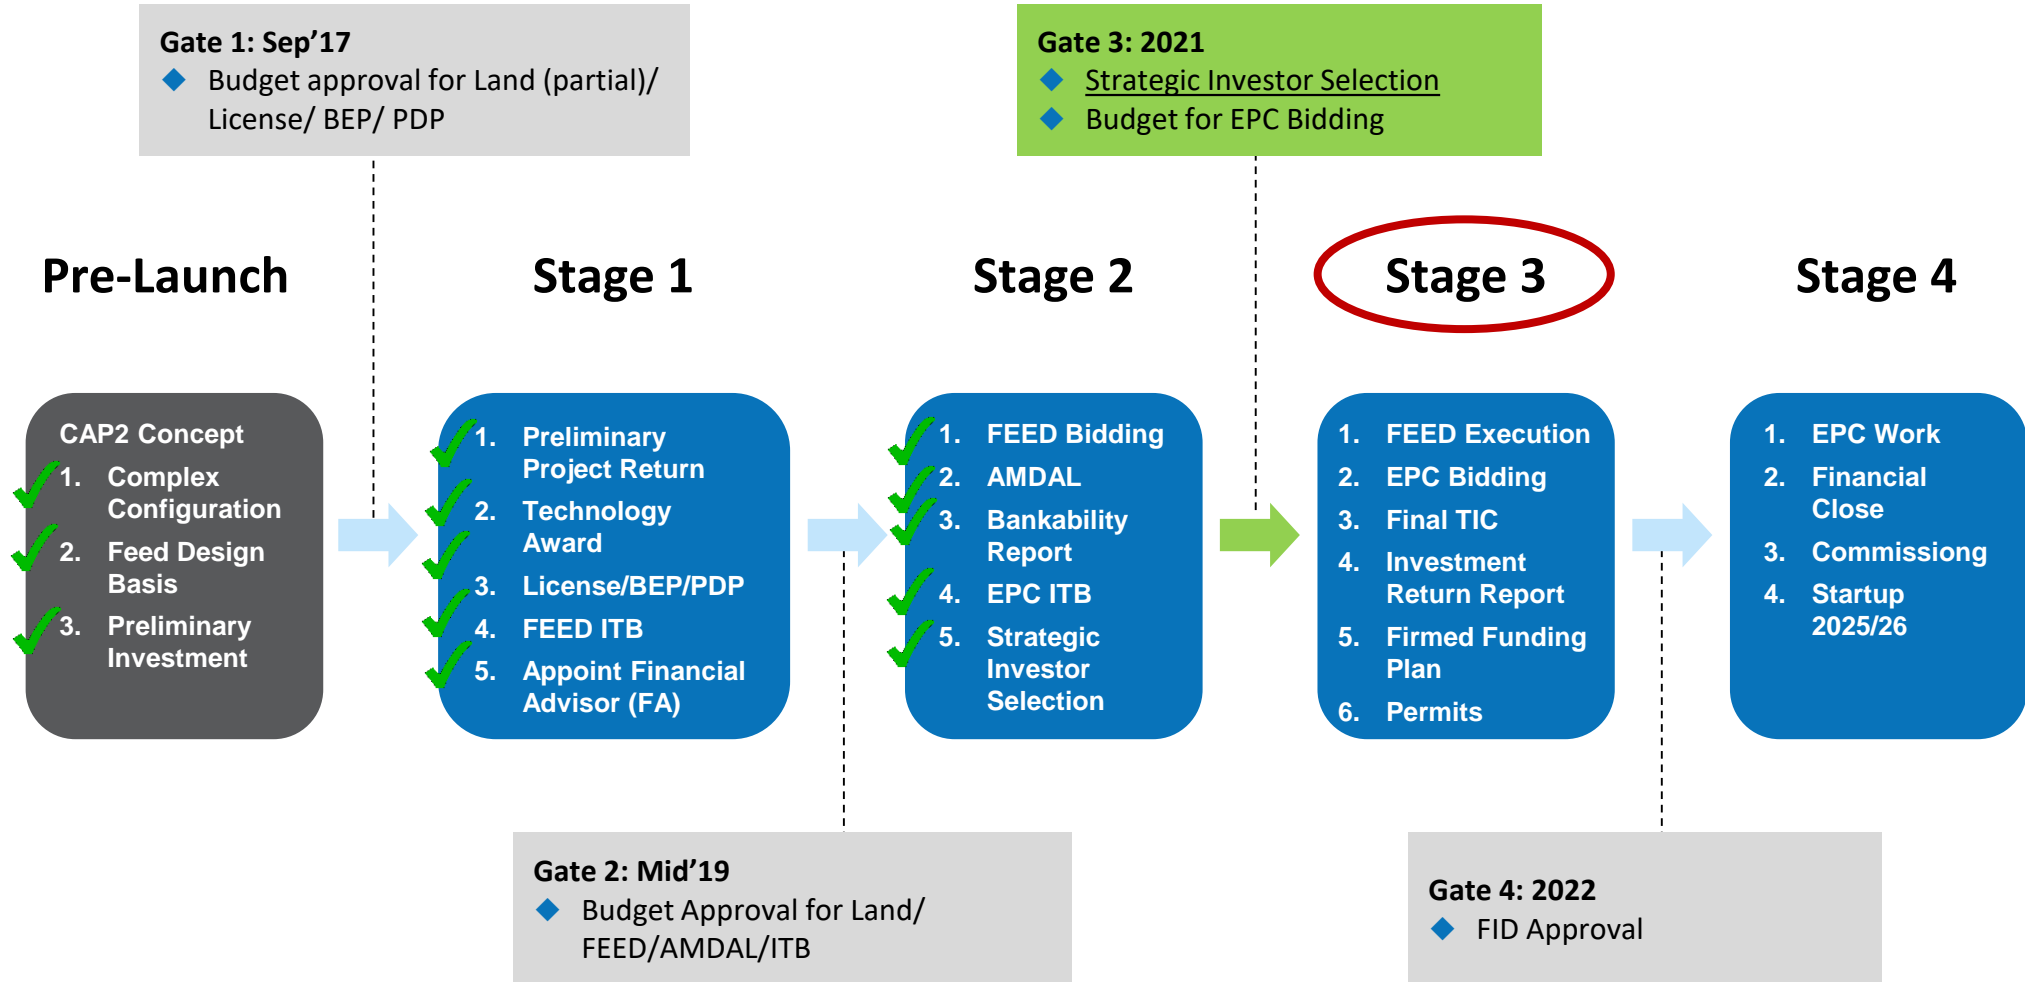 Gate 1: Sep’17
◆ Budget approval for Land (partial)/
License/ BEP/ PDP
Gate 3: 2021
◆ Strategic Investor Selection
◆ Budget for EPC Bidding
Pre-Launch
Stage 1
Stage 2
Stage 3
Stage 4
CAP2 Concept
1. Complex
Configuration
2. Feed Design
Basis
3. Preliminary
Investment
1. Preliminary
Project Return
2. Technology
Award
3. License/BEP/PDP
4. FEED ITB
5. Appoint Financial
Advisor (FA)
1. FEED Bidding
2. AMDAL
3. Bankability
Report
4. EPC ITB
5. Strategic
Investor
Selection
1. FEED Execution
2. EPC Bidding
3. Final TIC
4. Investment
Return Report
5. Firmed Funding
Plan
6. Permits
1. EPC Work
2. Financial
Close
3. Commissiong
4. Startup
2025/26
Gate 2: Mid’19
◆ Budget Approval for Land/
FEED/AMDAL/ITB
Gate 4: 2022
◆ FID Approval